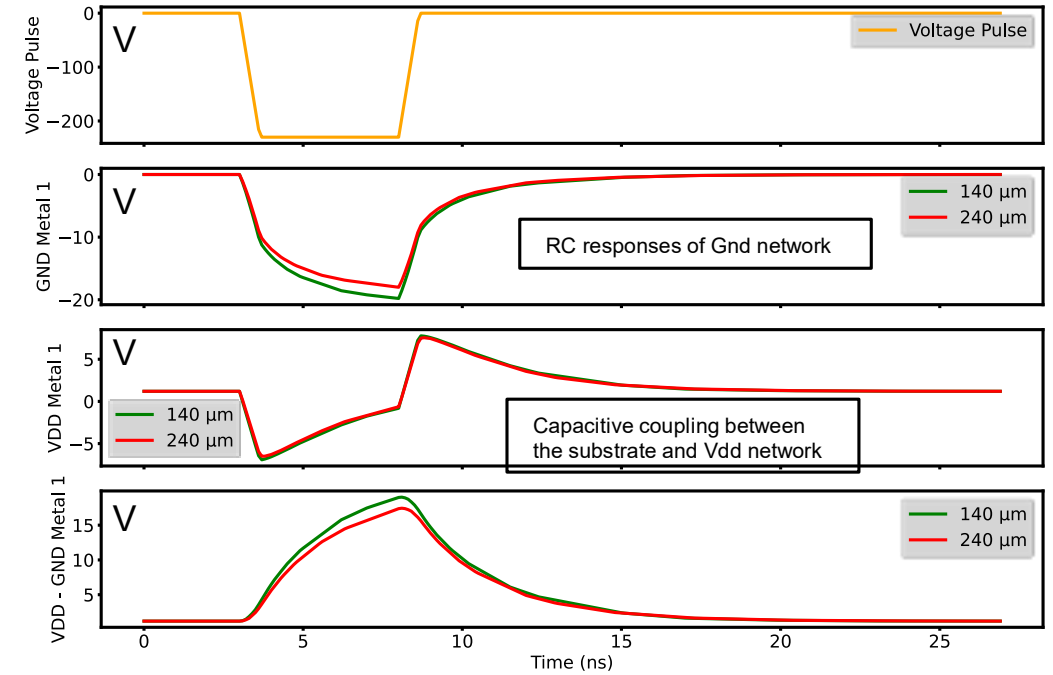 V
Voltage Pulse
0
−100
−200
Voltage Pulse
V
GND Metal 1
0
−10
−20
140 μm
240 μm
RC responses of Gnd network
V
VDD Metal 1
5
0
−5
140 μm
240 μm
Capacitive coupling between
the substrate and Vdd network
V
VDD - GND Metal 1
15
10
5
140 μm
240 μm
0 5 10 15 20 25
Time (ns)